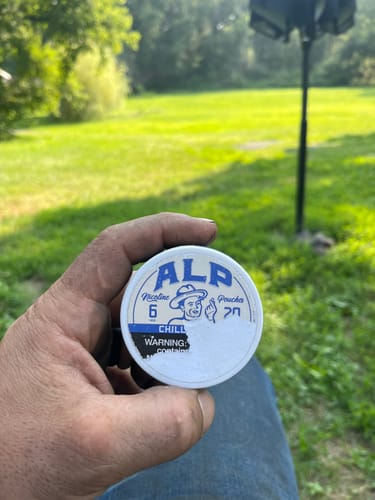 ALP
Nicotine Pouches
6 20
CHILL
WARNING: